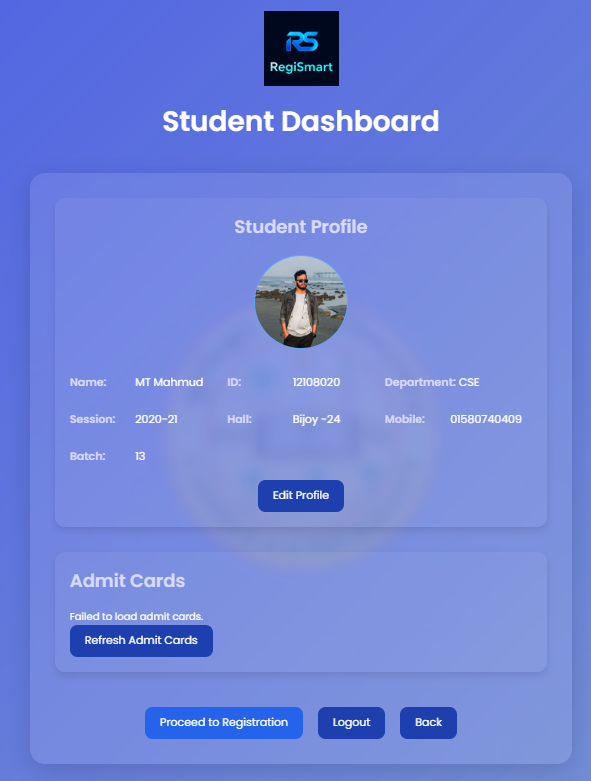 RS
RegiSmart
Student Dashboard
Student Profile
Name: MT Mahmud ID: 12108020 Department: CSE
Session: 2020-21 Hall: Bijoy -24 Mobile: 01580740409
Batch: 13
Edit Profile
Admit Cards
Failed to load admit cards.
Refresh Admit Cards
Proceed to Registration Logout Back